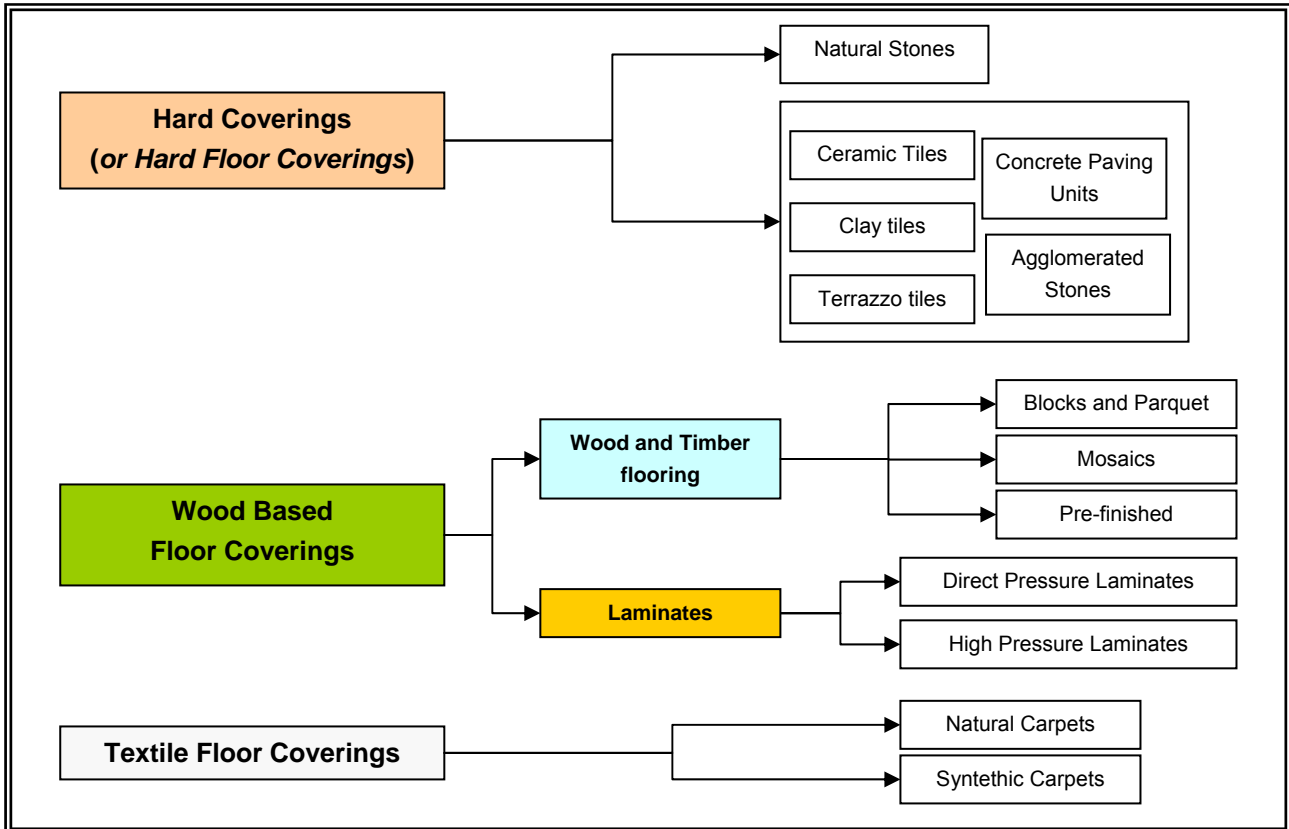 Natural Stones
Hard Coverings
(or Hard Floor Coverings)
Ceramic Tiles
Concrete Paving
Units
Clay tiles
Agglomerated
Stones
Terrazzo tiles
Blocks and Parquet
Wood and Timber
flooring
Mosaics
Pre-finished
Wood Based
Floor Coverings
Direct Pressure Laminates
Laminates
High Pressure Laminates
Natural Carpets
Textile Floor Coverings
Syntethic Carpets